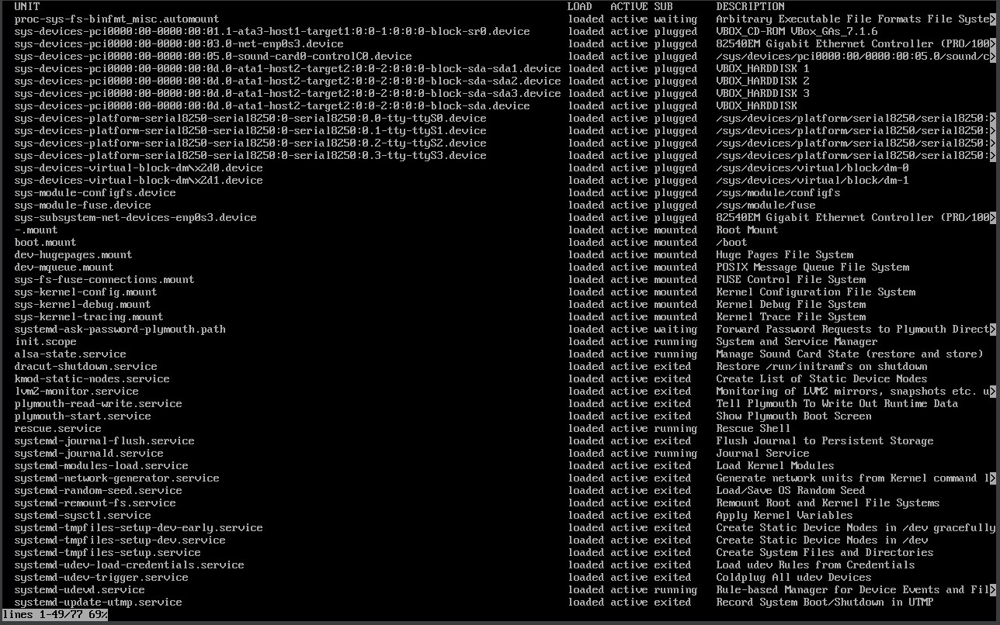 UNIT LOAD ACTIVE SUB DESCRIPTION
proc-sys-fs-binfmt_misc.automount loaded active waiting Arbitrary Executable File Formats File Syste>
sys-devices-pci0000:00-0000:00:01.1-ata3-host1-target1:0:0-1:0:0:0-block-sr0.device loaded active plugged VBOX_CD-ROM VBox_GAs_7.1.6
sys-devices-pci0000:00-0000:00:03.0-net-enp0s3.device loaded active plugged 82540EM Gigabit Ethernet Controller (PRO/100>
sys-devices-pci0000:00-0000:00:05.0-sound-card0-controlC0.device loaded active plugged /sys/devices/pci0000:00/0000:00:05.0/sound/c>
sys-devices-pci0000:00-0000:00:0d.0-ata1-host2-target2:0:0-2:0:0:0-block-sda-sda1.device loaded active plugged VBOX_HARDDISK 1
sys-devices-pci0000:00-0000:00:0d.0-ata1-host2-target2:0:0-2:0:0:0-block-sda-sda2.device loaded active plugged VBOX_HARDDISK 2
sys-devices-pci0000:00-0000:00:0d.0-ata1-host2-target2:0:0-2:0:0:0-block-sda-sda3.device loaded active plugged VBOX_HARDDISK 3
sys-devices-pci0000:00-0000:00:0d.0-ata1-host2-target2:0:0-2:0:0:0-block-sda.device loaded active plugged VBOX_HARDDISK
sys-devices-platform-serial8250-serial8250:0-serial8250:0.0-tty-ttyS0.device loaded active plugged /sys/devices/platform/serial8250/serial8250:>
sys-devices-platform-serial8250-serial8250:0-serial8250:0.1-tty-ttyS1.device loaded active plugged /sys/devices/platform/serial8250/serial8250:>
sys-devices-platform-serial8250-serial8250:0-serial8250:0.2-tty-ttyS2.device loaded active plugged /sys/devices/platform/serial8250/serial8250:>
sys-devices-platform-serial8250-serial8250:0-serial8250:0.3-tty-ttyS3.device loaded active plugged /sys/devices/platform/serial8250/serial8250:>
sys-devices-virtual-block-dm\x2d0.device loaded active plugged /sys/devices/virtual/block/dm-0
sys-devices-virtual-block-dm\x2d1.device loaded active plugged /sys/devices/virtual/block/dm-1
sys-module-configfs.device loaded active plugged /sys/module/configfs
sys-module-fuse.device loaded active plugged /sys/module/fuse
sys-subsystem-net-devices-enp0s3.device loaded active plugged 82540EM Gigabit Ethernet Controller (PRO/100>
-.mount loaded active mounted Root Mount
boot.mount loaded active mounted /boot
dev-hugepages.mount loaded active mounted Huge Pages File System
dev-mqueue.mount loaded active mounted POSIX Message Queue File System
sys-fs-fuse-connections.mount loaded active mounted FUSE Control File System
sys-kernel-config.mount loaded active mounted Kernel Configuration File System
sys-kernel-debug.mount loaded active mounted Kernel Debug File System
sys-kernel-tracing.mount loaded active mounted Kernel Trace File System
systemd-ask-password-plymouth.path loaded active waiting Forward Password Requests to Plymouth Direct>
init.scope loaded active running System and Service Manager
alsa-state.service loaded active running Manage Sound Card State (restore and store)
dracut-shutdown.service loaded active exited Restore /run/initramfs on shutdown
kmod-static-nodes.service loaded active exited Create List of Static Device Nodes
lvm2-monitor.service loaded active exited Monitoring of LVM2 mirrors, snapshots etc. u>
plymouth-read-write.service loaded active exited Tell Plymouth To Write Out Runtime Data
plymouth-start.service loaded active exited Show Plymouth Boot Screen
rescue.service loaded active running Rescue Shell
systemd-journal-flush.service loaded active exited Flush Journal to Persistent Storage
systemd-journald.service loaded active running Journal Service
systemd-modules-load.service loaded active exited Load Kernel Modules
systemd-network-generator.service loaded active exited Generate network units from Kernel command l>
systemd-random-seed.service loaded active exited Load/Save OS Random Seed
systemd-remount-fs.service loaded active exited Remount Root and Kernel File Systems
systemd-sysctl.service loaded active exited Apply Kernel Variables
systemd-tmpfiles-setup-dev-early.service loaded active exited Create Static Device Nodes in /dev gracefully
systemd-tmpfiles-setup-dev.service loaded active exited Create Static Device Nodes in /dev
systemd-tmpfiles-setup.service loaded active exited Create System Files and Directories
systemd-udev-load-credentials.service loaded active exited Load udev Rules from Credentials
systemd-udev-trigger.service loaded active exited Coldplug All udev Devices
systemd-udevd.service loaded active running Rule-based Manager for Device Events and Fil>
systemd-update-utmp.service loaded active exited Record System Boot/Shutdown in UTMP
lines 1-49/77 69%